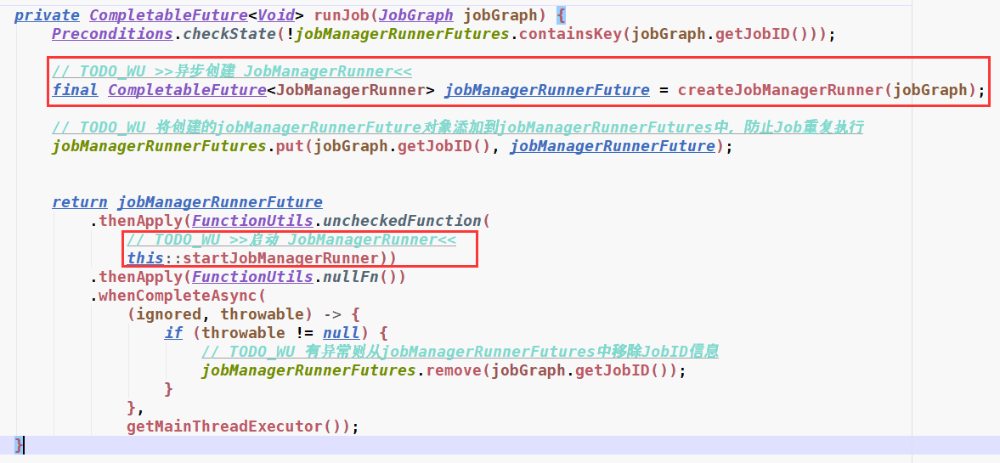 private CompletableFuture<Void> runJob(JobGraph jobGraph) {
    Preconditions.checkState(!jobManagerRunnerFutures.containsKey(jobGraph.getJobID()));
    // TODO_WU >>异步创建 JobManagerRunner<<
    final CompletableFuture<JobManagerRunner> jobManagerRunnerFuture = createJobManagerRunner(jobGraph);
    // TODO_WU 将创建的jobManagerRunnerFuture对象添加到jobManagerRunnerFutures中，防止Job重复执行
    jobManagerRunnerFutures.put(jobGraph.getJobID(), jobManagerRunnerFuture);
    return jobManagerRunnerFuture
        .thenApply(FunctionUtils.uncheckedFunction(
            // TODO_WU >>启动 JobManagerRunner<<
            this::startJobManagerRunner))
        .thenApply(FunctionUtils.nullFn())
        .whenCompleteAsync(
            (ignored, throwable) -> {
                if (throwable != null) {
                    // TODO_WU 有异常则从jobManagerRunnerFutures中移除JobID信息
                    jobManagerRunnerFutures.remove(jobGraph.getJobID());
                }
            },
            getMainThreadExecutor());
}